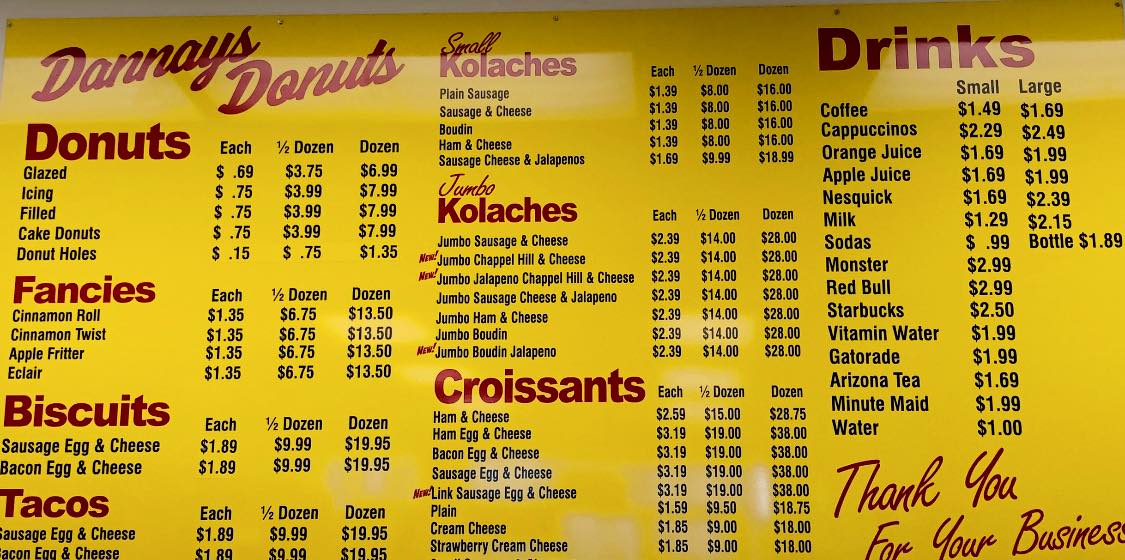 Dannays
Donuts
Donuts Each ½ Dozen Dozen
Glazed $ .69 $3.75 $6.99
Icing $ .75 $3.99 $7.99
Filled $ .75 $3.99 $7.99
Cake Donuts $ .75 $3.99 $7.99
Donut Holes $ .15 $ .75 $1.35
Fancies Each ½ Dozen Dozen
Cinnamon Roll $1.35 $6.75 $13.50
Cinnamon Twist $1.35 $6.75 $13.50
Apple Fritter $1.35 $6.75 $13.50
Eclair $1.35 $6.75 $13.50
Biscuits Each ½ Dozen Dozen
Sausage Egg & Cheese $1.89 $9.99 $19.95
Bacon Egg & Cheese $1.89 $9.99 $19.95
Tacos Each ½ Dozen Dozen
Sausage Egg & Cheese $1.89 $9.99 $19.95
Bacon Egg & Cheese $1.89 $9.99 $19.95
Small
Kolaches Each ½ Dozen Dozen
Plain Sausage $1.39 $8.00 $16.00
Sausage & Cheese $1.39 $8.00 $16.00
Boudin $1.39 $8.00 $16.00
Ham & Cheese $1.39 $8.00 $16.00
Sausage Cheese & Jalapenos $1.69 $9.99 $18.99
Jumbo
Kolaches Each ½ Dozen Dozen
Jumbo Sausage & Cheese $2.39 $14.00 $28.00
New! Jumbo Chappel Hill & Cheese $2.39 $14.00 $28.00
New! Jumbo Jalapeno Chappel Hill & Cheese $2.39 $14.00 $28.00
Jumbo Sausage Cheese & Jalapeno $2.39 $14.00 $28.00
Jumbo Ham & Cheese $2.39 $14.00 $28.00
Jumbo Boudin $2.39 $14.00 $28.00
New! Jumbo Boudin Jalapeno $2.39 $14.00 $28.00
Croissants Each ½ Dozen Dozen
Ham & Cheese $2.59 $15.00 $28.75
Ham Egg & Cheese $3.19 $19.00 $38.00
Bacon Egg & Cheese $3.19 $19.00 $38.00
Sausage Egg & Cheese $3.19 $19.00 $38.00
New! Link Sausage Egg & Cheese $3.19 $19.00 $38.00
Plain $1.59 $9.50 $18.75
Cream Cheese $1.85 $9.00 $18.00
Strawberry Cream Cheese $1.85 $9.00 $18.00
Drinks
Small Large
Coffee $1.49 $1.69
Cappuccinos $2.29 $2.49
Orange Juice $1.69 $1.99
Apple Juice $1.69 $1.99
Nesquick $1.69 $2.39
Milk $1.29 $2.15
Sodas $ .99 Bottle $1.89
Monster $2.99
Red Bull $2.99
Starbucks $2.50
Vitamin Water $1.99
Gatorade $1.99
Arizona Tea $1.69
Minute Maid $1.99
Water $1.00
Thank You
For Your Business